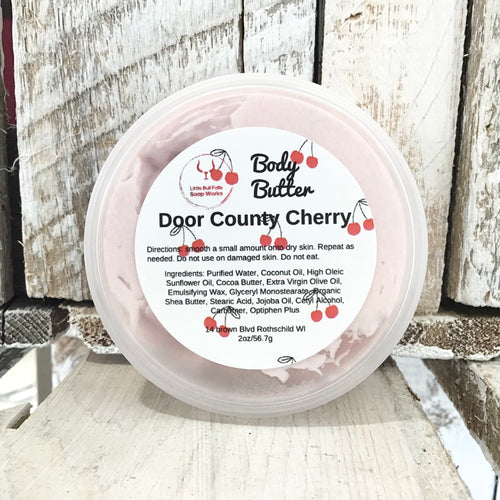 Little Bull Falls
Soap Works
Body
Butter
Door County Cherry
Directions: smooth a small amount onto dry skin. Repeat as
needed. Do not use on damaged skin. Do not eat.
Ingredients: Purified Water, Coconut Oil, High Oleic
Sunflower Oil, Cocoa Butter, Extra Virgin Olive Oil,
Emulsifying Wax, Glyceryl Monostearate, Organic
Shea Butter, Stearic Acid, Jojoba Oil, Cetyl Alcohol,
Carbomer, Optiphen Plus
14 brown Blvd Rothschild WI
2oz/56.7g